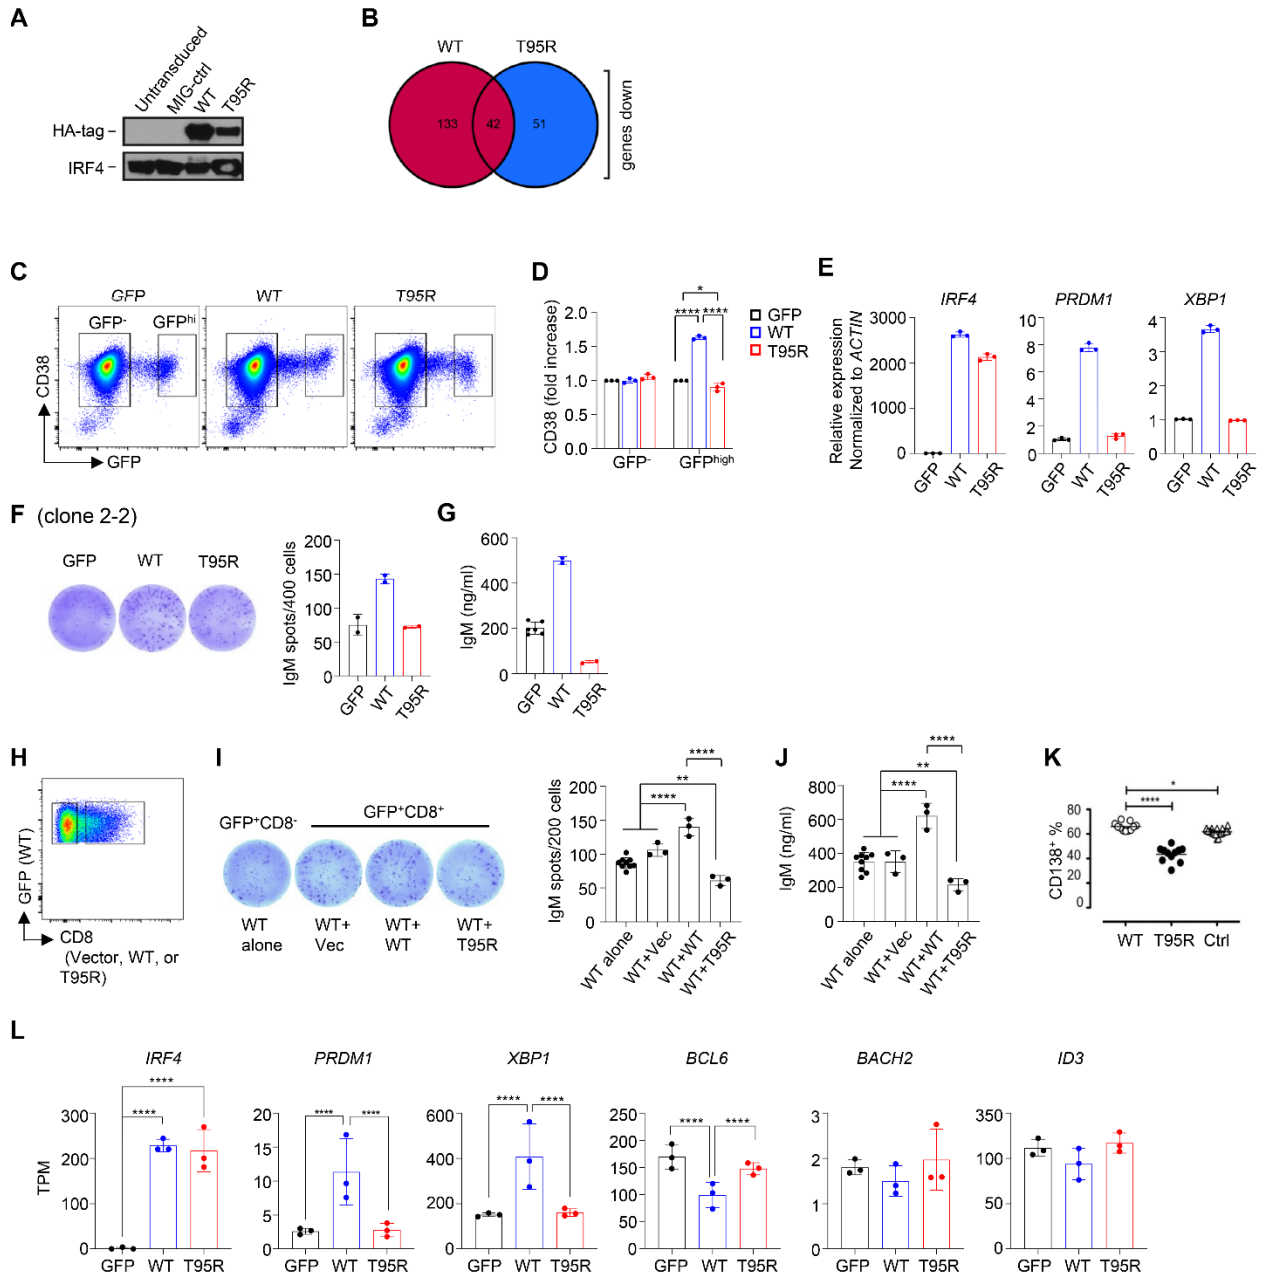 A
Untransduced
MIG-ctrl
WT
T95R
HA-tag –
IRF4 –
B
WT
T95R
133
42
51
genes down
C
GFP
WT
T95R
GFP-
GFPhi
CD38
GFP
D
CD38 (fold increase)
2.0
1.5
1.0
0.5
0.0
****
*
****
GFP-
GFPhigh
GFP
WT
T95R
E
Relative expression
Normalized to ACTIN
IRF4
3000
2000
1000
0
GFP
WT
T95R
PRDM1
10
8
6
4
2
0
GFP
WT
T95R
XBP1
4
3
2
1
0
GFP
WT
T95R
F (clone 2-2)
GFP
WT
T95R
IgM spots/400 cells
200
150
100
50
0
GFP
WT
T95R
G
IgM (ng/ml)
600
400
200
0
GFP
WT
T95R
H
GFP (WT)
CD8
(Vector, WT, or
T95R)
I
GFP+CD8-
GFP+CD8+
WT
alone
WT+
Vec
WT+
WT
WT+
T95R
IgM spots/200 cells
200
150
100
50
0
****
**
****
WT alone
WT+Vec
WT+WT
WT+T95R
J
IgM (ng/ml)
800
600
400
200
0
****
**
****
WT alone
WT+Vec
WT+WT
WT+T95R
K
CD138+ %
80
60
40
20
0
*
****
WT
T95R
Ctrl
L
TPM
IRF4
300
200
100
0
****
****
GFP
WT
T95R
PRDM1
20
15
10
5
0
****
****
GFP
WT
T95R
XBP1
600
400
200
0
****
****
GFP
WT
T95R
BCL6
250
200
150
100
50
0
****
****
GFP
WT
T95R
BACH2
3
2
1
0
GFP
WT
T95R
ID3
350
100
50
0
GFP
WT
T95R